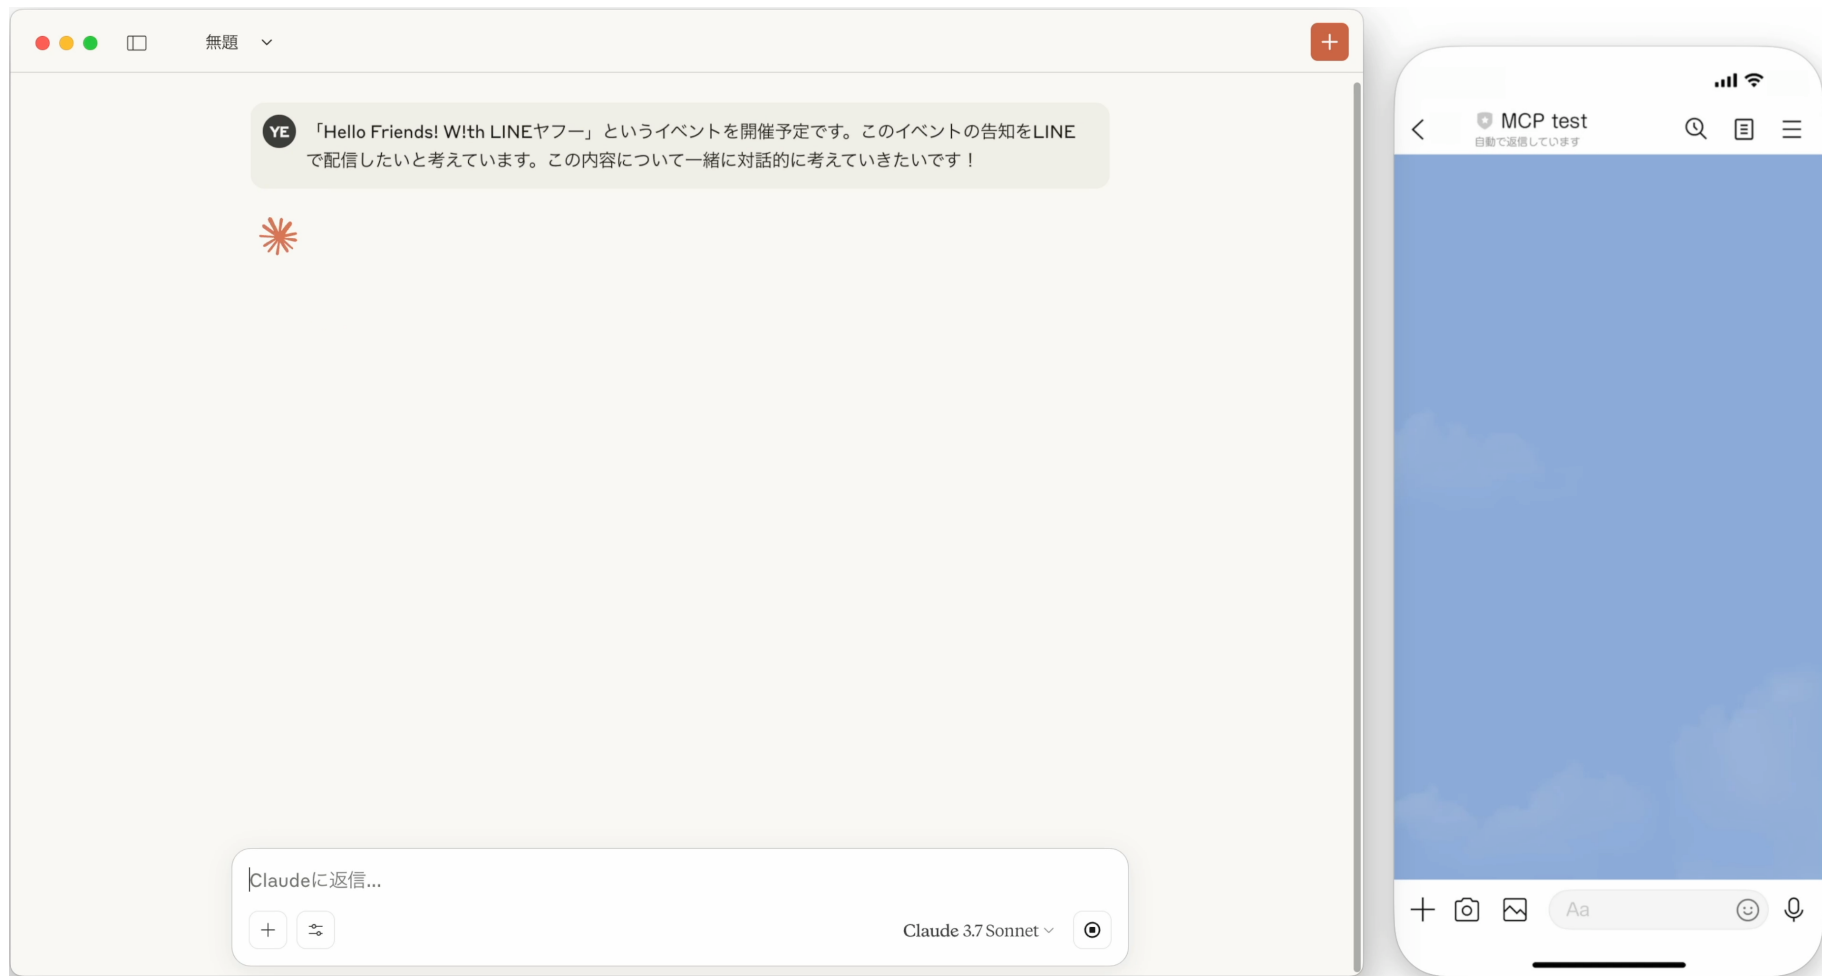 無題
YE
「Hello Friends! W!th LINEヤフー」というイベントを開催予定です。このイベントの告知をLINE
で配信したいと考えています。この内容について一緒に対話的に考えていきたいです！
Claudeに返信...
Claude 3.7 Sonnet
MCP test
自動で返信しています
Aa